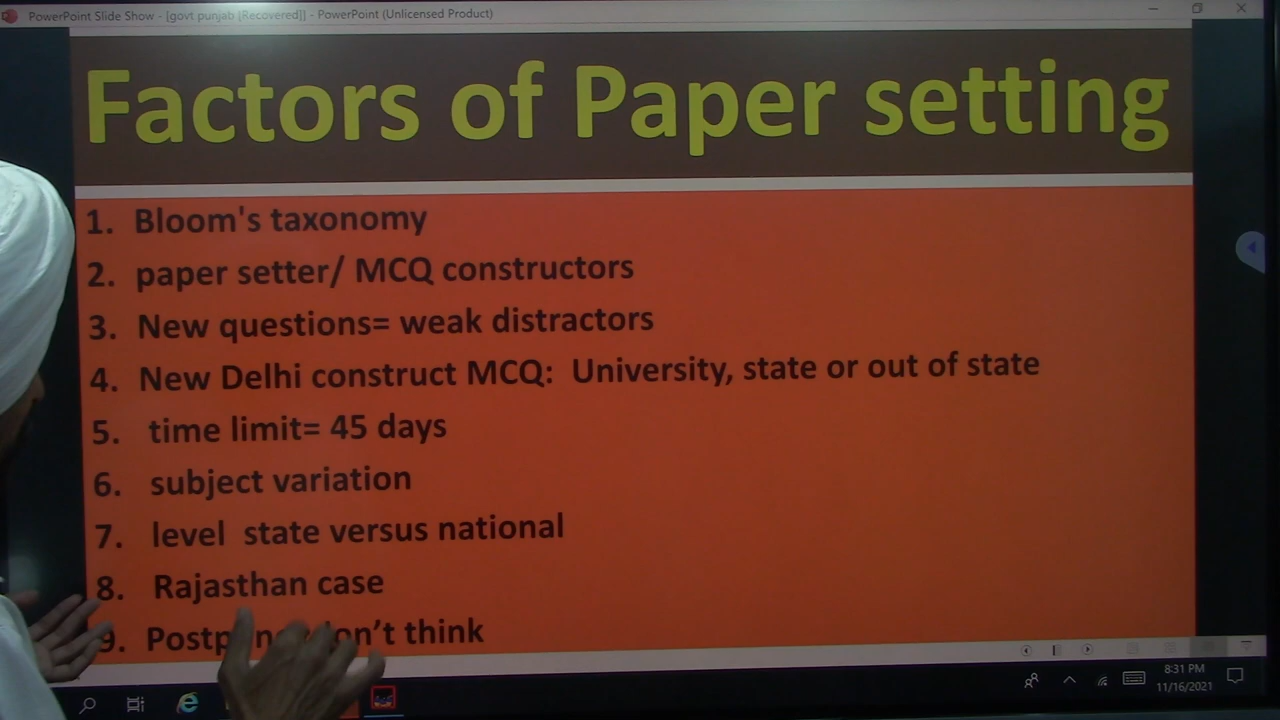 PowerPoint Slide Show - [govt punjab [Recovered]] - PowerPoint (Unlicensed Product)
Factors of Paper setting
1. Bloom's taxonomy
2. paper setter/ MCQ constructors
3. New questions= weak distractors
4. New Delhi construct MCQ: University, state or out of state
5. time limit= 45 days
6. subject variation
7. level state versus national
8. Rajasthan case
9. don't think
8:31 PM
11/16/2021